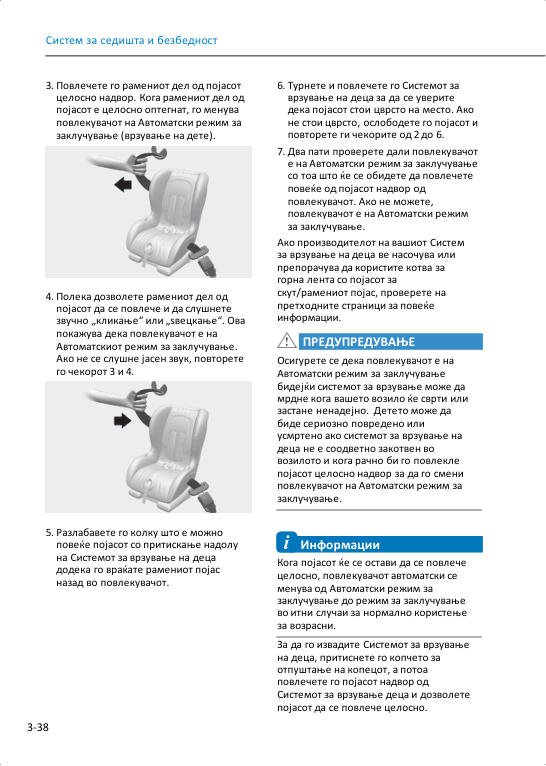 Систем за седишта и безбедност
3. Повлечете го рамениот дел од појасот
целосно надвор. Кога рамениот дел од
појасот е целосно оптегнат, го менува
повлекувачот на Автоматски режим за
заклучување (врзување на дете).
4. Полека дозволете рамениот дел од
појасот да се повлече и да слушнете
звучно „кликање“ или „ѕвецкање“. Ова
покажува дека повлекувачот е на
Автоматскиот режим за заклучување.
Ако не се слушне јасен звук, повторете
го чекорот 3 и 4.
5. Разлабавете го колку што е можно
повеќе појасот со притискање надолу
на Системот за врзување на деца
додека го враќате рамениот појас
назад во повлекувачот.
6. Турнете и повлечете го Системот за
врзување на деца за да се уверите
дека појасот стои цврсто на место. Ако
не стои цврсто, ослободете го појасот и
повторете ги чекорите од 2 до 6.
7. Два пати проверете дали повлекувачот
е на Автоматски режим за заклучување
со тоа што ќе се обидете да повлечете
повеќе од појасот надвор од
повлекувачот. Ако не можете,
повлекувачот е на Автоматски режим
за заклучување.
Ако производителот на вашиот Систем
за врзување на деца ве насочува или
препорачува да користите котва за
горна лента со појасот за
скут/рамениот појас, проверете на
претходните страници за повеќе
информации.
ПРЕДУПРЕДУВАЊЕ
Осигурете се дека повлекувачот е на
Автоматски режим за заклучување
бидејќи системот за врзување може да
мрдне кога вашето возило ќе сврти или
застане ненадејно. Детето може да
биде сериозно повредено или
усмртено ако системот за врзување на
деца не е соодветно закотвен во
возилото и кога рачно би го повлекле
појасот целосно надвор за да го смени
повлекувачот на Автоматски режим за
заклучување.
i Информации
Кога појасот ќе се остави да се повлече
целосно, повлекувачот автоматски се
менува од Автоматски режим за
заклучување до режим за заклучување
во итни случаи за нормално користење
за возрасни.
За да го извадите Системот за врзување
на деца, притиснете го копчето за
отпуштање на копецот, а потоа
повлечете го појасот надвор од
Системот за врзување деца и дозволете
појасот да се повлече целосно.
3-38